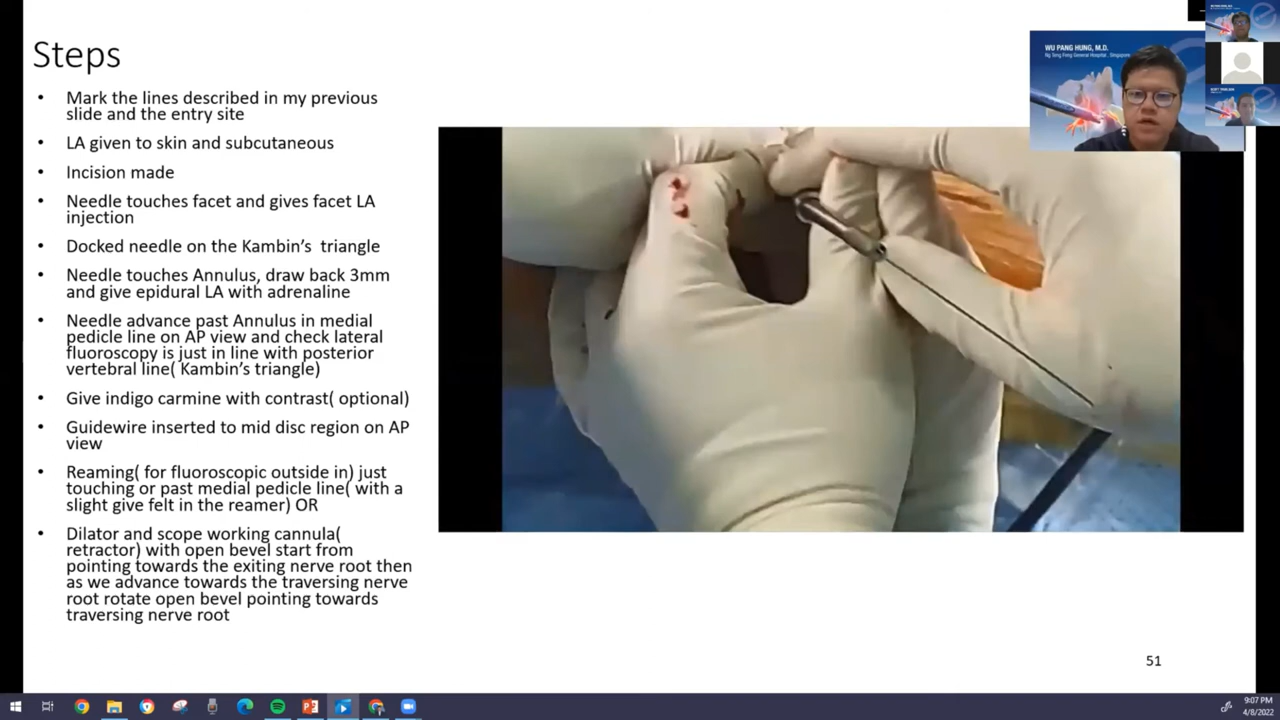 Steps
• Mark the lines described in my previous
slide and the entry site
• LA given to skin and subcutaneous
• Incision made
• Needle touches facet and gives facet LA
injection
• Docked needle on the Kambin’s  triangle
• Needle touches Annulus, draw back 3mm
and give epidural LA with adrenaline
• Needle advance past Annulus in medial
pedicle line on AP view and check lateral
fluoroscopy is just in line with posterior
vertebral line( Kambin’s triangle)
• Give indigo carmine with contrast( optional)
• Guidewire inserted to mid disc region on AP
view
• Reaming( for fluoroscopic outside in) just
touching or past medial pedicle line( with a
slight give felt in the reamer) OR
• Dilator and scope working cannula(
retractor) with open bevel start from
pointing towards the exiting nerve root then
as we advance towards the traversing nerve
root rotate open bevel pointing towards
traversing nerve root
WU PANG HUNG, M.D.
Ng Teng Fong General Hospital, Singapore
51
9:07 PM
4/8/2022